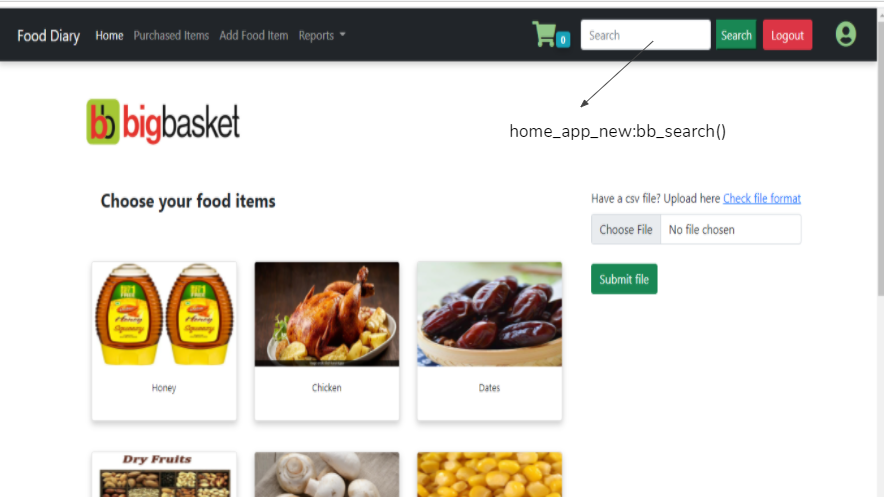 Food Diary Home Purchased Items Add Food Item Reports 0 Search Search Logout
home_app_new:bb_search()
bb bigbasket
Choose your food items
Have a csv file? Upload here Check file format
Choose File No file chosen
Submit file
Honey Chicken Dates
Dry Fruits